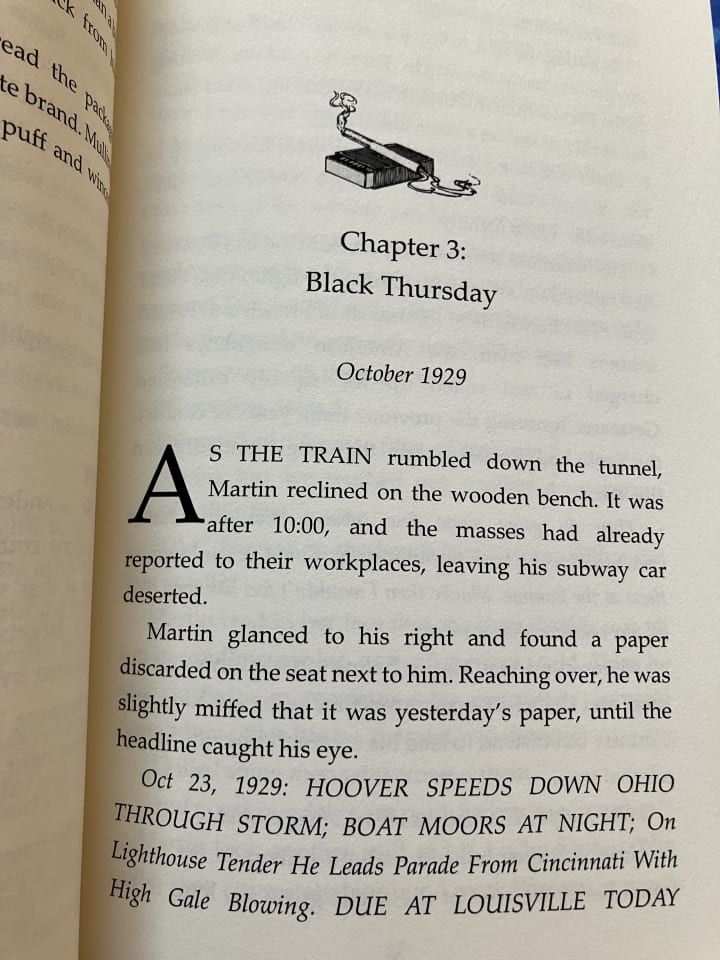 ck from
ead the
te brand.
puff and
Chapter 3:
Black Thursday
October 1929
AS THE TRAIN rumbled down the tunnel,
Martin reclined on the wooden bench. It was
after 10:00, and the masses had already
reported to their workplaces, leaving his subway car
deserted.
Martin glanced to his right and found a paper
discarded on the seat next to him. Reaching over, he was
slightly miffed that it was yesterday's paper, until the
headline caught his eye.
Oct 23, 1929: HOOVER SPEEDS DOWN OHIO
THROUGH STORM; BOAT MOORS AT NIGHT; On
Lighthouse Tender He Leads Parade From Cincinnati With
High Gale Blowing. DUE AT LOUISVILLE TODAY